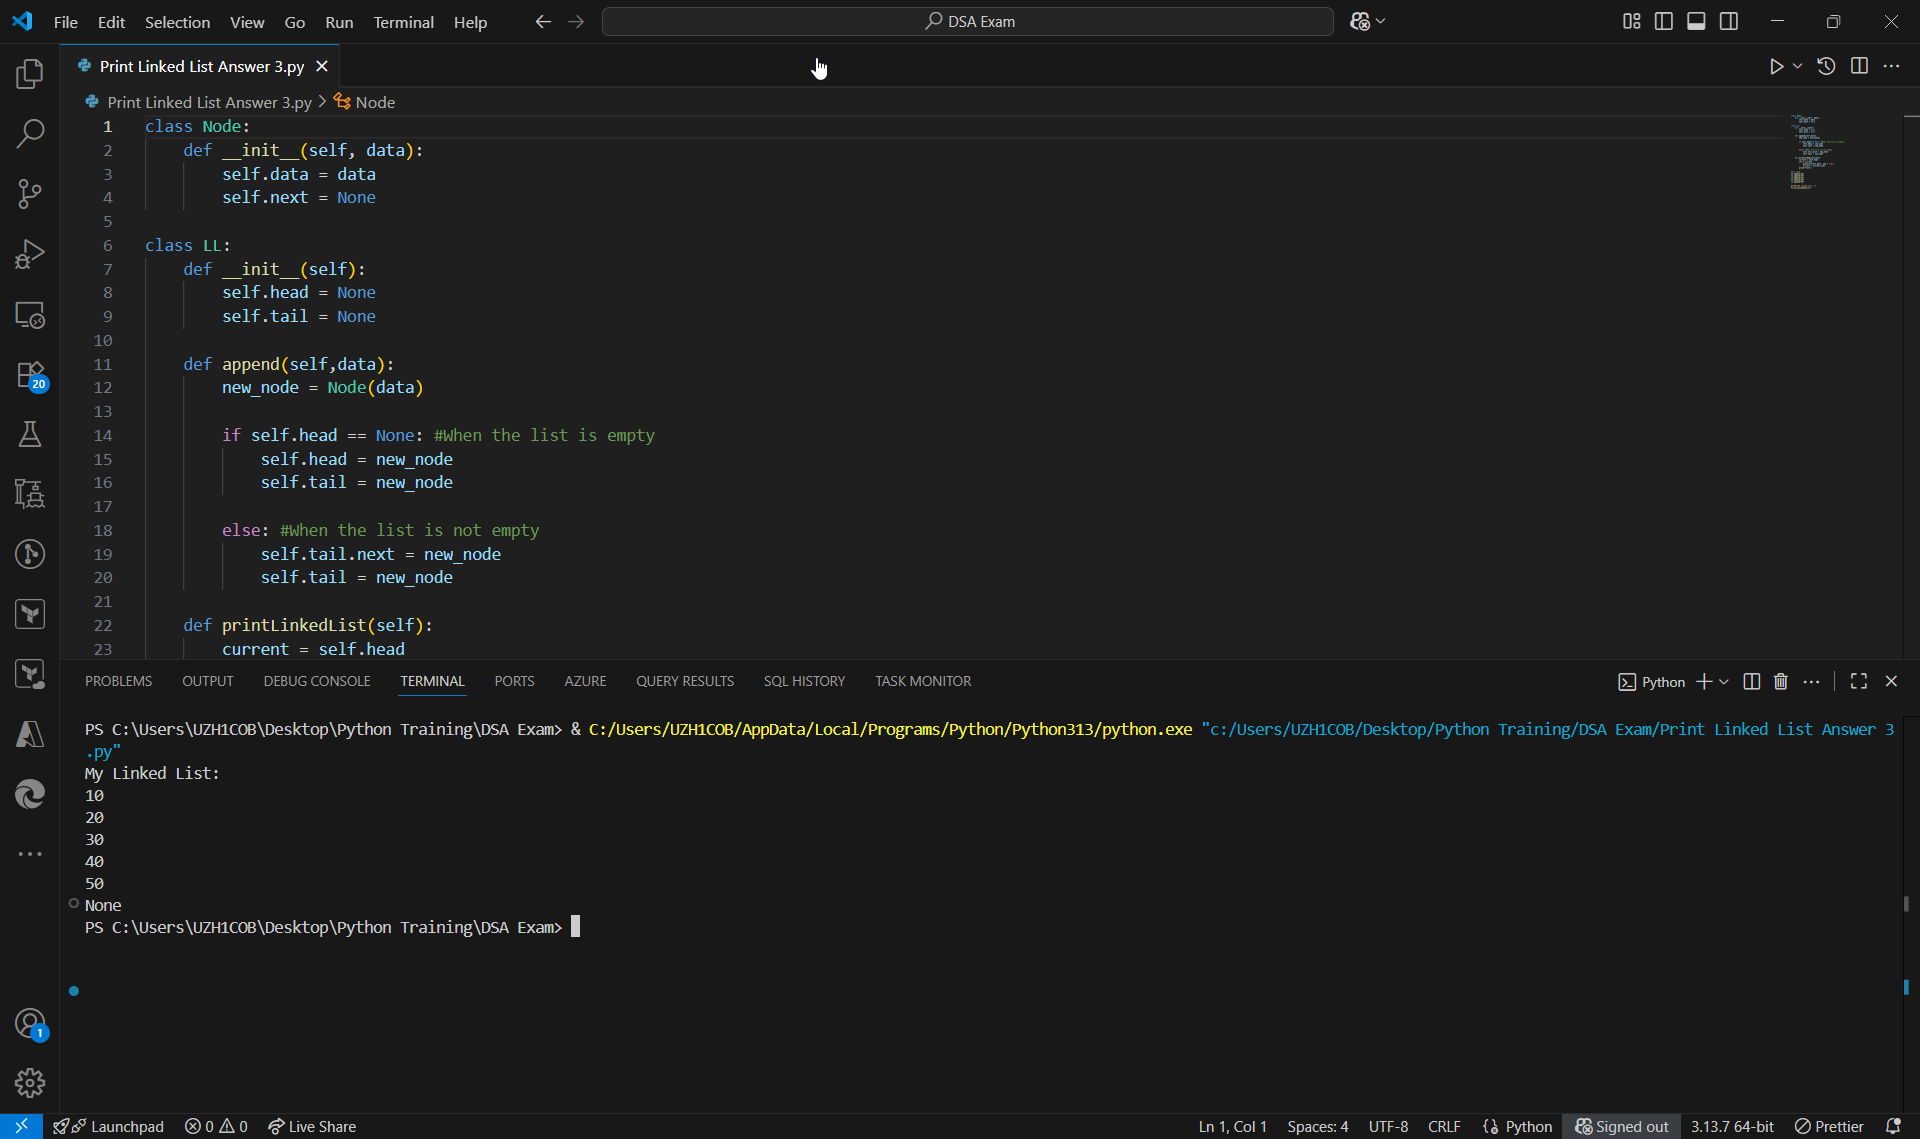 File Edit Selection View Go Run Terminal Help DSA Exam
Print Linked List Answer 3.py
Print Linked List Answer 3.py > Node
1 class Node:
2 def __init__(self, data):
3 self.data = data
4 self.next = None
5
6 class LL:
7 def __init__(self):
8 self.head = None
9 self.tail = None
10
11 def append(self,data):
12 new_node = Node(data)
13
14 if self.head == None: #When the list is empty
15 self.head = new_node
16 self.tail = new_node
17
18 else: #When the list is not empty
19 self.tail.next = new_node
20 self.tail = new_node
21
22 def printLinkedList(self):
23 current = self.head
20
PROBLEMS OUTPUT DEBUG CONSOLE TERMINAL PORTS AZURE QUERY RESULTS SQL HISTORY TASK MONITOR Python
PS C:\Users\UZH1COB\Desktop\Python Training\DSA Exam> & C:/Users/UZH1COB/AppData/Local/Programs/Python/Python313/python.exe "c:/Users/UZH1COB/Desktop/Python Training/DSA Exam/Print Linked List Answer 3
.py"
My Linked List:
10
20
30
40
50
None
PS C:\Users\UZH1COB\Desktop\Python Training\DSA Exam>
1
Launchpad 0 0 Live Share Ln 1, Col 1 Spaces: 4 UTF-8 CRLF Python Signed out 3.13.7 64-bit Prettier